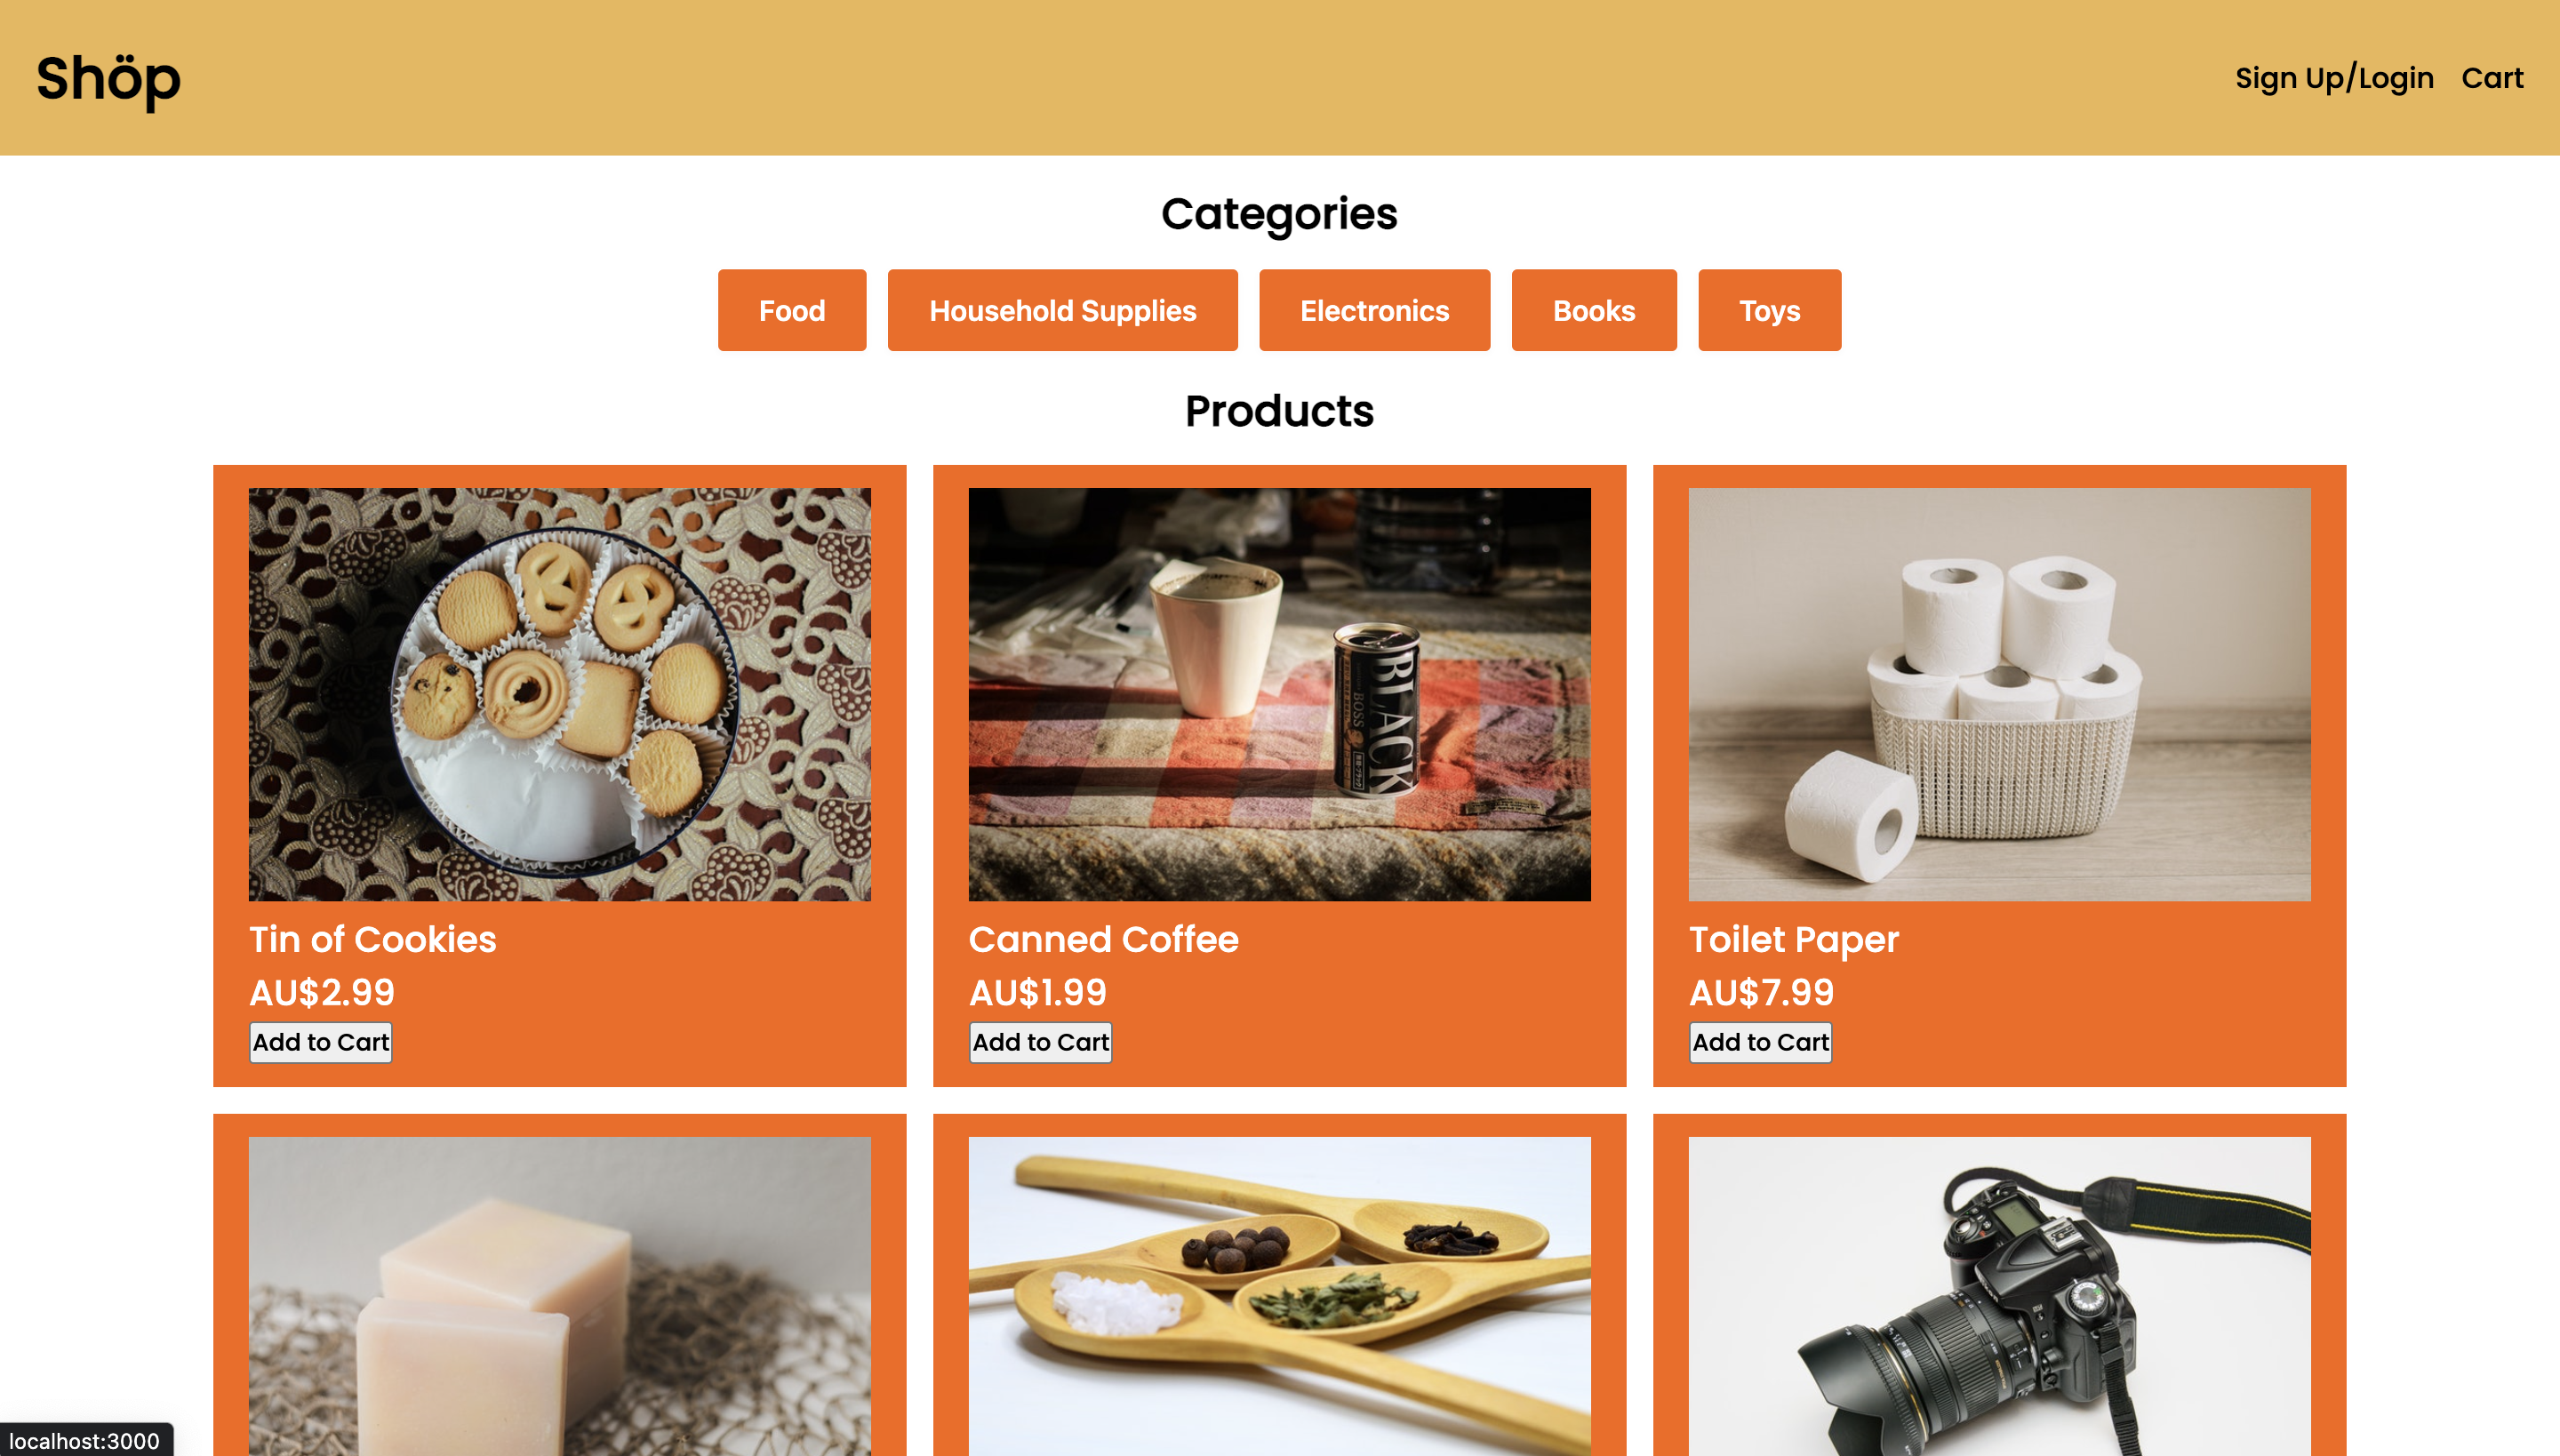 Shöp
Sign Up/Login Cart
Categories
Food Household Supplies Electronics Books Toys
Products
BLACK
BOSS
Tin of Cookies
AU$2.99
Add to Cart
Canned Coffee
AU$1.99
Add to Cart
Toilet Paper
AU$7.99
Add to Cart
localhost:3000